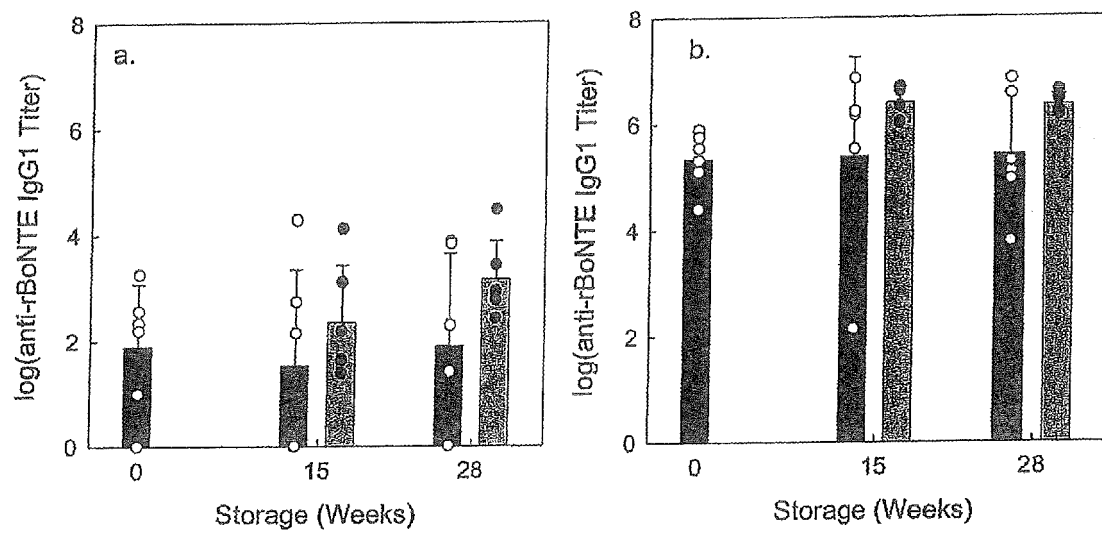 a.
log(anti-rBoNTE IgG1 Titer)
8
6
4
2
0
0
15
28
Storage (Weeks)
b.
log(anti-rBoNTE IgG1 Titer)
8
6
4
2
0
0
15
28
Storage (Weeks)